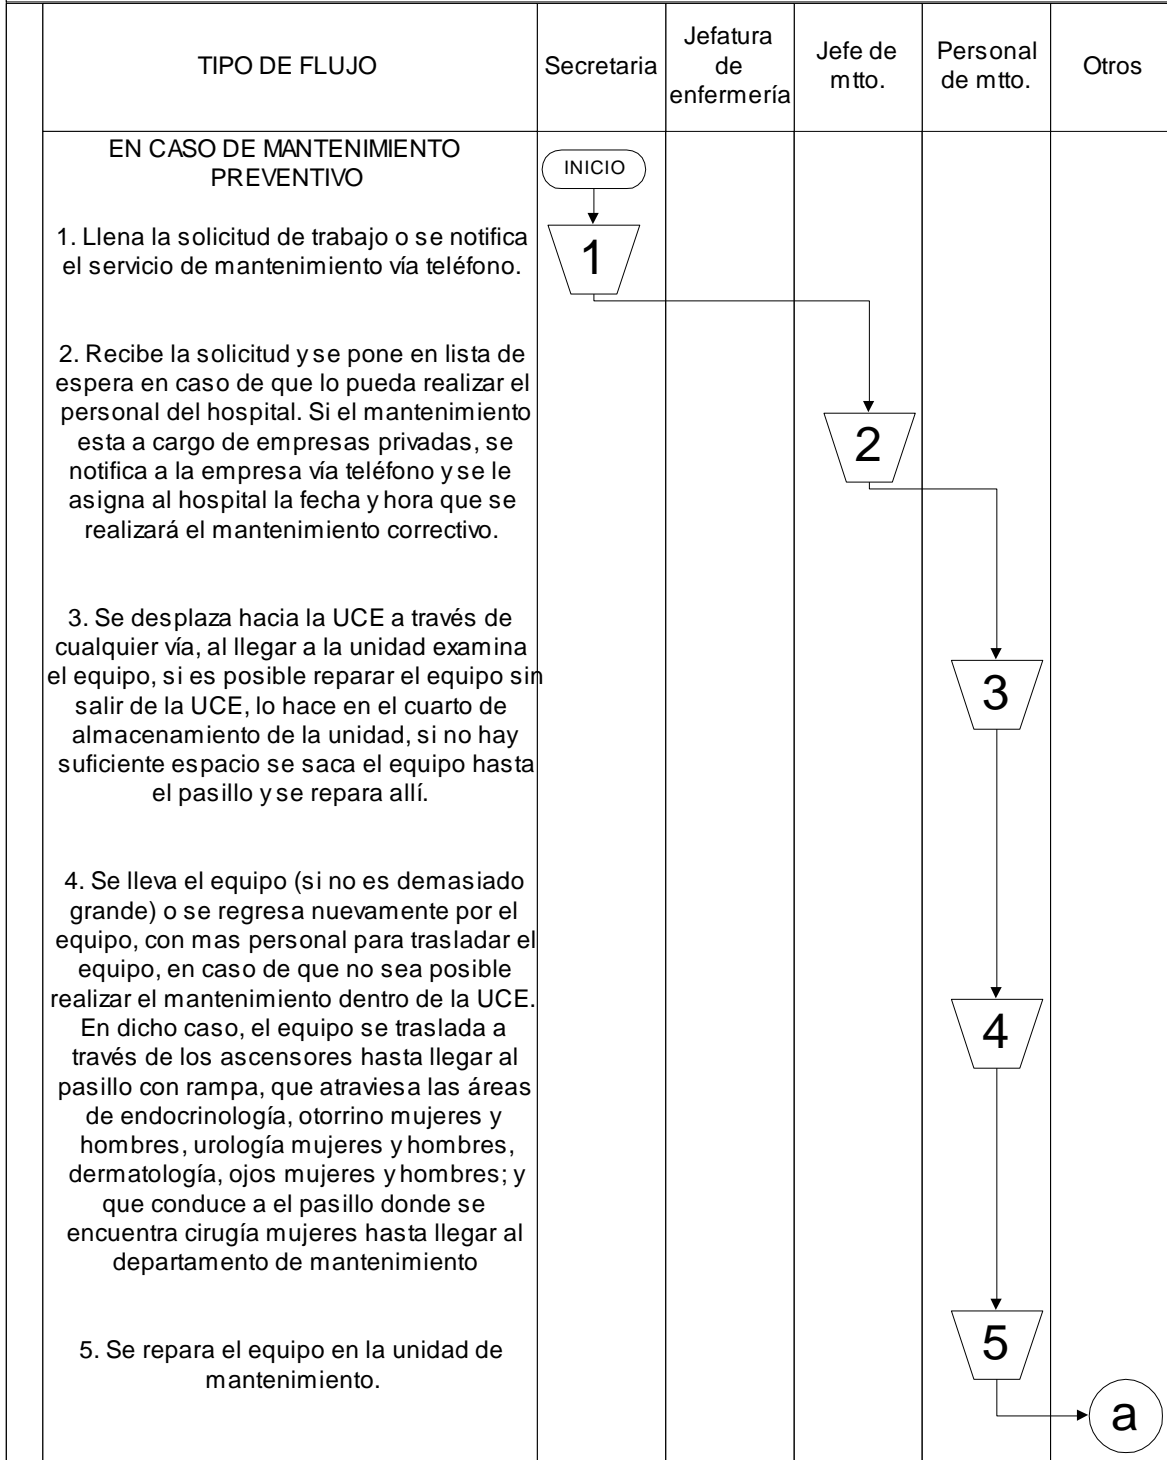 TIPO DE FLUJO
Secretaria
Jefatura
de
enfermería
Jefe de
mtto.
Personal
de mtto.
Otros
EN CASO DE MANTENIMIENTO
PREVENTIVO
INICIO
1. Llena la solicitud de trabajo o se notifica
el servicio de mantenimiento vía teléfono.
1
2. Recibe la solicitud y se pone en lista de
espera en caso de que lo pueda realizar el
personal del hospital. Si el mantenimiento
esta a cargo de empresas privadas, se
notifica a la empresa vía teléfono y se le
asigna al hospital la fecha y hora que se
realizará el mantenimiento correctivo.
2
3. Se desplaza hacia la UCE a través de
cualquier vía, al llegar a la unidad examina
el equipo, si es posible reparar el equipo sin
salir de la UCE, lo hace en el cuarto de
almacenamiento de la unidad, si no hay
suficiente espacio se saca el equipo hasta
el pasillo y se repara allí.
3
4. Se lleva el equipo (si no es demasiado
grande) o se regresa nuevamente por el
equipo, con mas personal para trasladar el
equipo, en caso de que no sea posible
realizar el mantenimiento dentro de la UCE.
En dicho caso, el equipo se traslada a
través de los ascensores hasta llegar al
pasillo con rampa, que atraviesa las áreas
de endocrinología, otorrino mujeres y
hombres, urología mujeres y hombres,
dermatología, ojos mujeres y hombres; y
que conduce a el pasillo donde se
encuentra cirugía mujeres hasta llegar al
departamento de mantenimiento
4
5. Se repara el equipo en la unidad de
mantenimiento.
5
a